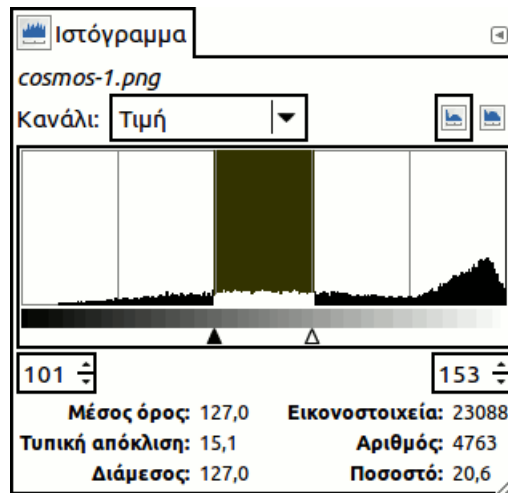 Ιστόγραμμα
cosmos-1.png
Κανάλι: Τιμή
101 153
Μέσος όρος: 127,0 Εικονοστοιχεία: 23088
Τυπική απόκλιση: 15,1 Αριθμός: 4763
Διάμεσος: 127,0 Ποσοστό: 20,6